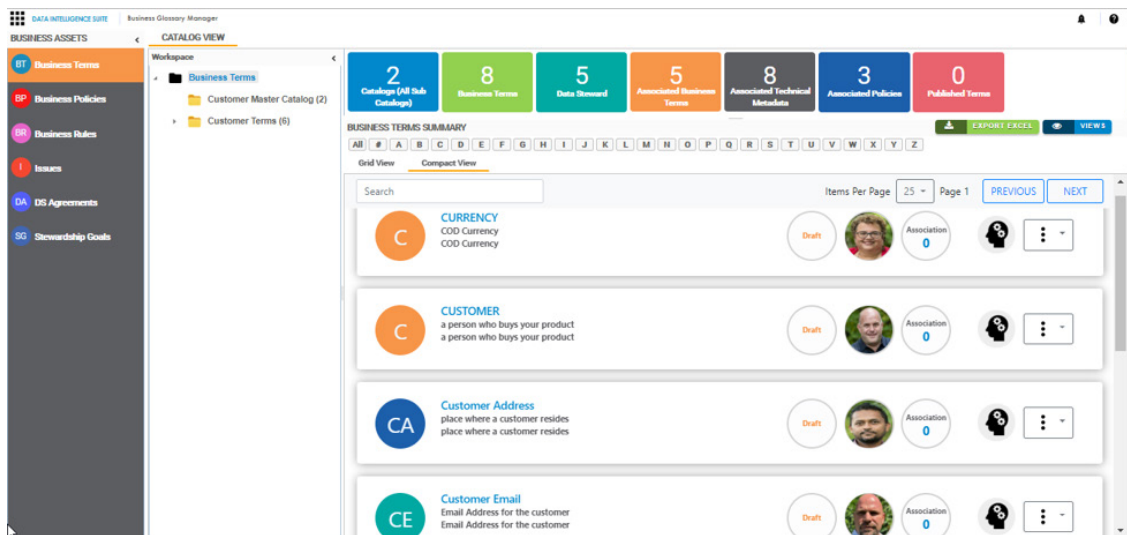 DATA INTELLIGENCE SUITE Business Glossary Manager
BUSINESS ASSETS
CATALOG VIEW
BT Business Terms
BP Business Policies
BR Business Rules
I Issues
DA DS Agreements
SG Stewardship Goals
Workspace
Business Terms
Customer Master Catalog (2)
Customer Terms (6)
2
Catalogs (All Sub
Catalogs)
8
Business Terms
5
Data Steward
5
Associated Business
Terms
8
Associated Technical
Metadata
3
Associated Policies
0
Published Terms
BUSINESS TERMS SUMMARY
EXPORT EXCEL VIEWS
All # A B C D E F G H I J K L M N O P Q R S T U V W X Y Z
Grid View Compact View
Search
Items Per Page 25 Page 1 PREVIOUS NEXT
C
CURRENCY
COD Currency
COD Currency
Draft
Association
0
C
CUSTOMER
a person who buys your product
a person who buys your product
Draft
Association
0
CA
Customer Address
place where a customer resides
place where a customer resides
Draft
Association
0
CE
Customer Email
Email Address for the customer
Email Address for the customer
Draft
Association
0